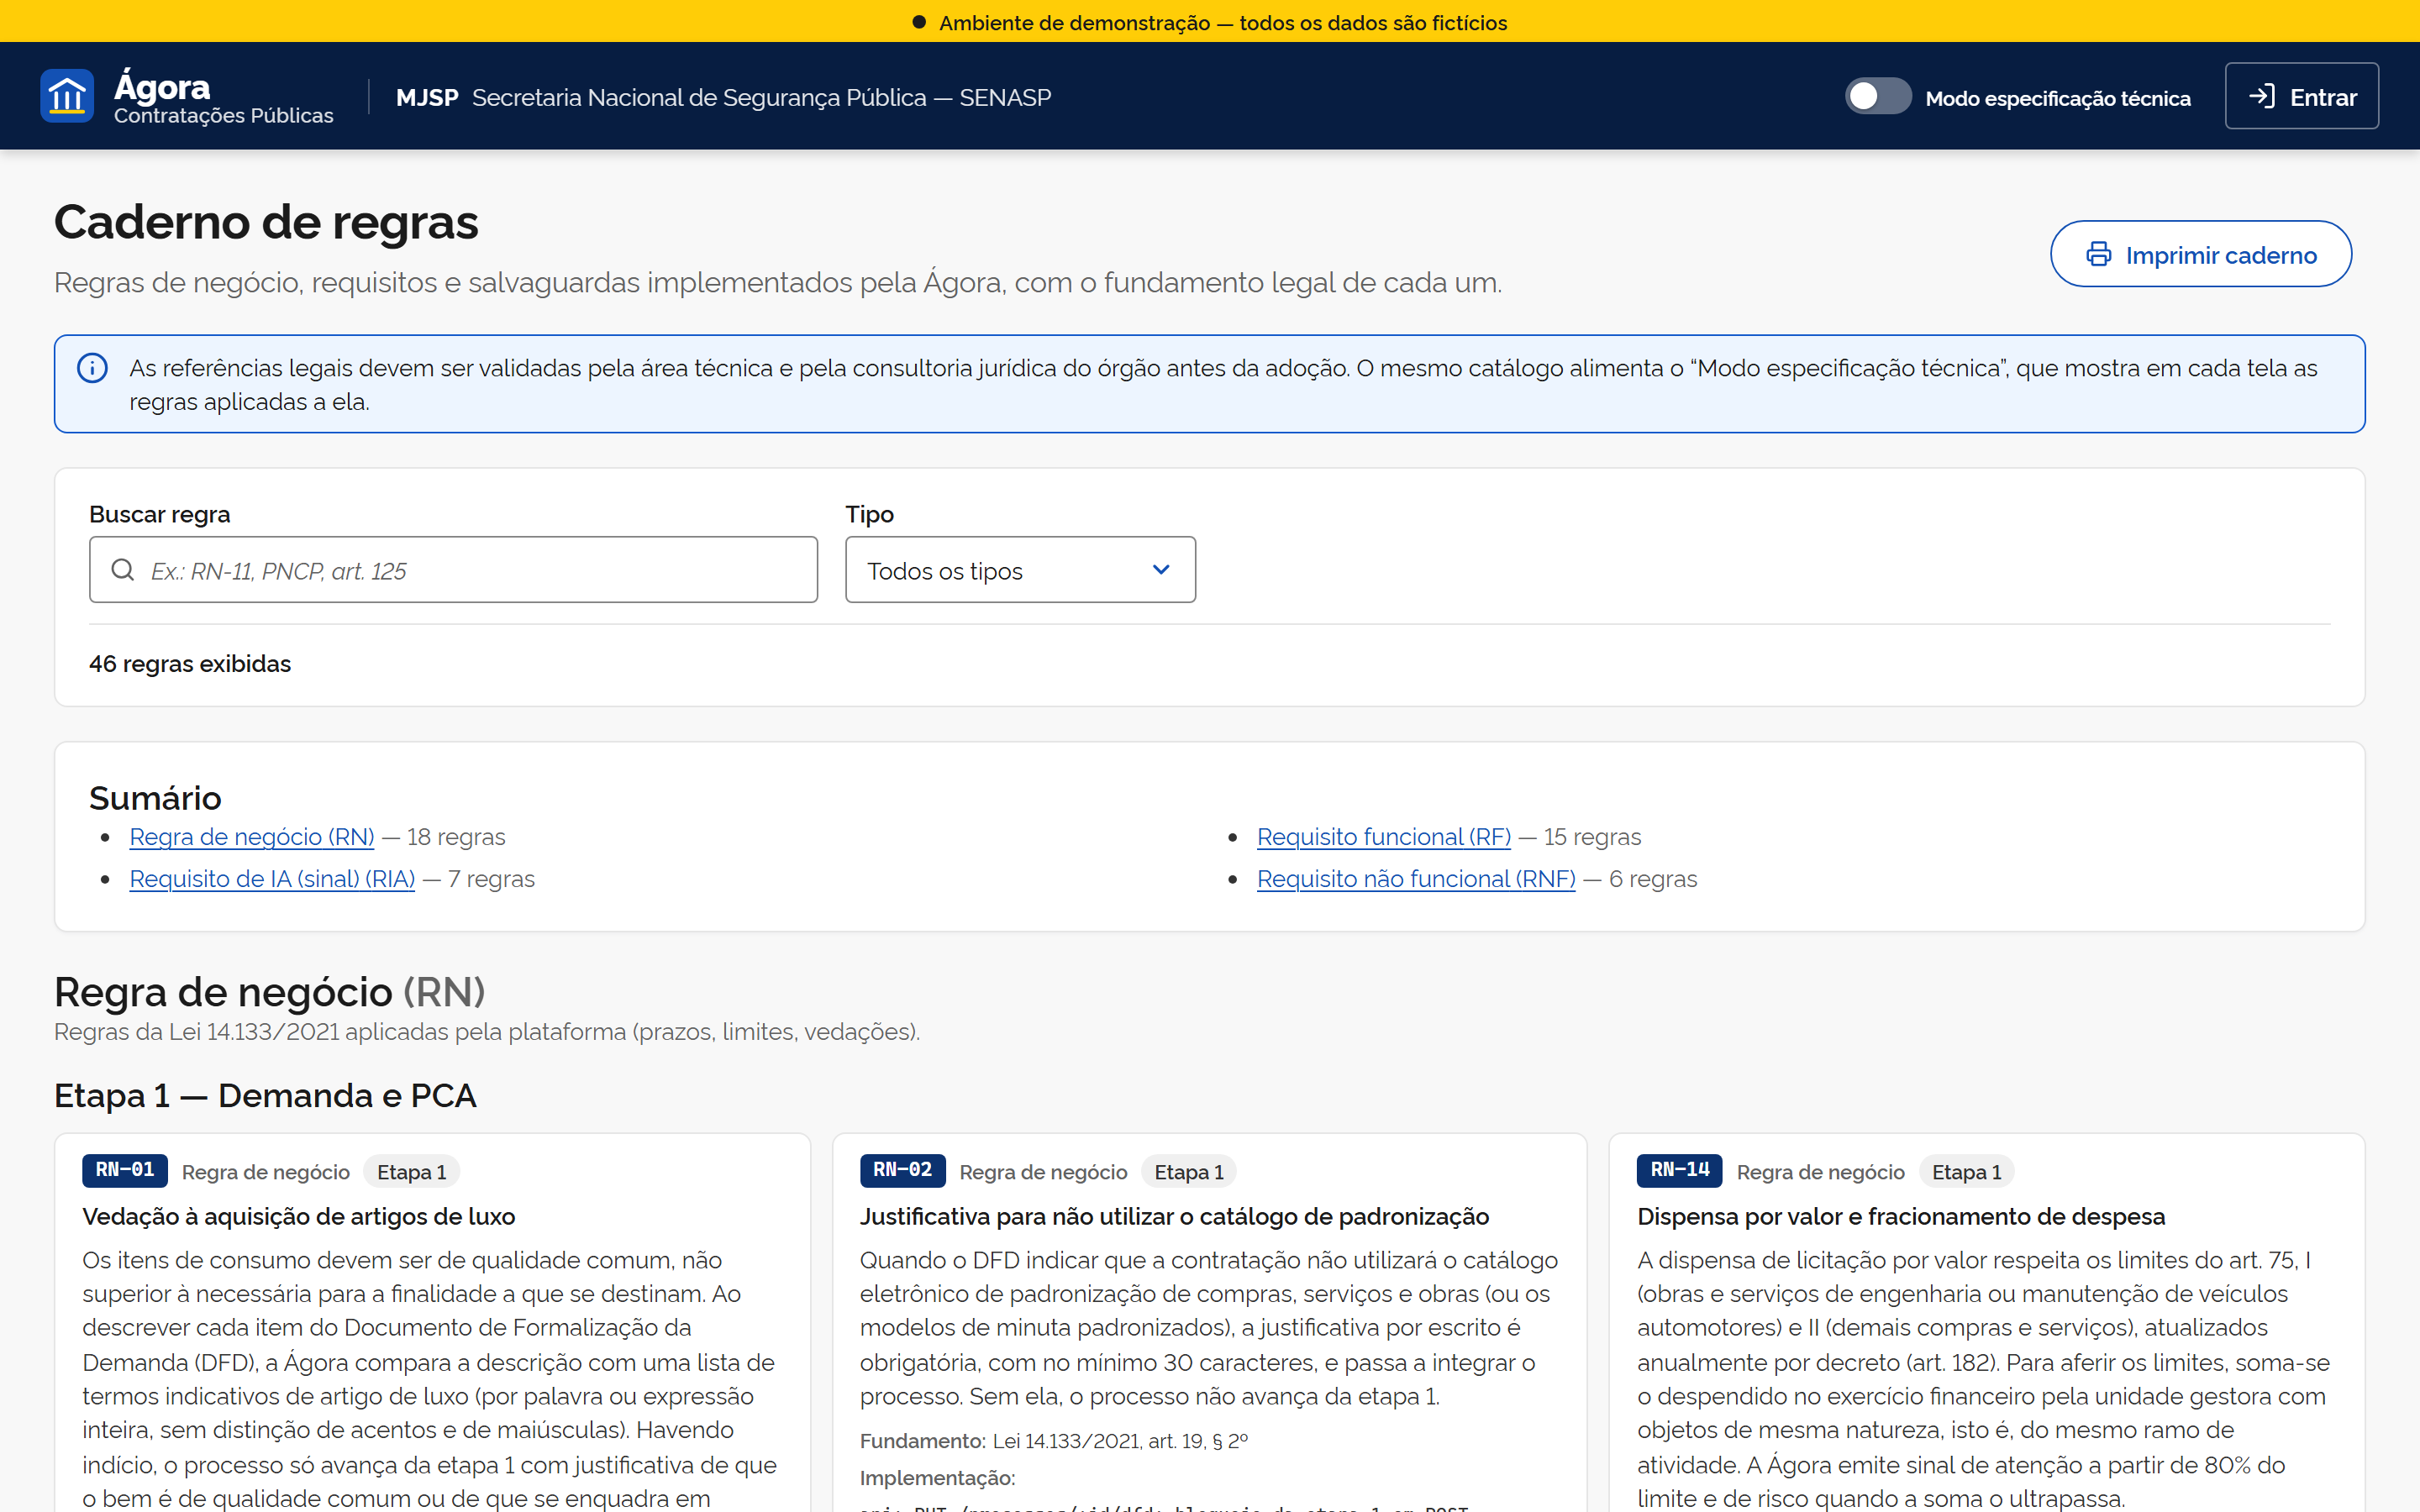 Ambiente de demonstração — todos os dados são fictícios
Ágora
Contratações Públicas
MJSP Secretaria Nacional de Segurança Pública — SENASP
Modo especificação técnica
Entrar
Caderno de regras
Regras de negócio, requisitos e salvaguardas implementados pela Ágora, com o fundamento legal de cada um.
Imprimir caderno
As referências legais devem ser validadas pela área técnica e pela consultoria jurídica do órgão antes da adoção. O mesmo catálogo alimenta o “Modo especificação técnica”, que mostra em cada tela as
regras aplicadas a ela.
Buscar regra
Ex.: RN-11, PNCP, art. 125
Tipo
Todos os tipos
46 regras exibidas
Sumário
Regra de negócio (RN) — 18 regras
Requisito funcional (RF) — 15 regras
Requisito de IA (sinal) (RIA) — 7 regras
Requisito não funcional (RNF) — 6 regras
Regra de negócio (RN)
Regras da Lei 14.133/2021 aplicadas pela plataforma (prazos, limites, vedações).
Etapa 1 — Demanda e PCA
RN-01 Regra de negócio Etapa 1
Vedação à aquisição de artigos de luxo
Os itens de consumo devem ser de qualidade comum, não
superior à necessária para a finalidade a que se destinam. Ao
descrever cada item do Documento de Formalização da
Demanda (DFD), a Ágora compara a descrição com uma lista de
termos indicativos de artigo de luxo (por palavra ou expressão
inteira, sem distinção de acentos e de maiúsculas). Havendo
indício, o processo só avança da etapa 1 com justificativa de que
o bem é de qualidade comum ou de que se enquadra em
RN-02 Regra de negócio Etapa 1
Justificativa para não utilizar o catálogo de padronização
Quando o DFD indicar que a contratação não utilizará o catálogo
eletrônico de padronização de compras, serviços e obras (ou os
modelos de minuta padronizados), a justificativa por escrito é
obrigatória, com no mínimo 30 caracteres, e passa a integrar o
processo. Sem ela, o processo não avança da etapa 1.
Fundamento: Lei 14.133/2021, art. 19, § 2º
Implementação:
RN-14 Regra de negócio Etapa 1
Dispensa por valor e fracionamento de despesa
A dispensa de licitação por valor respeita os limites do art. 75, I
(obras e serviços de engenharia ou manutenção de veículos
automotores) e II (demais compras e serviços), atualizados
anualmente por decreto (art. 182). Para aferir os limites, soma-se
o despendido no exercício financeiro pela unidade gestora com
objetos de mesma natureza, isto é, do mesmo ramo de
atividade. A Ágora emite sinal de atenção a partir de 80% do
limite e de risco quando a soma o ultrapassa.